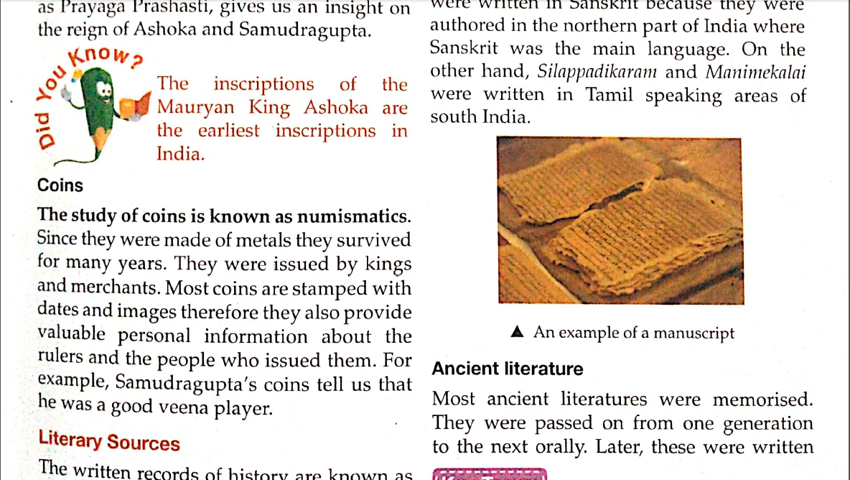 as Prayaga Prashasti, gives us an insight on
the reign of Ashoka and Samudragupta.
Did You Know?
The inscriptions of the
Mauryan King Ashoka are
the earliest inscriptions in
India.
Coins
The study of coins is known as numismatics.
Since they were made of metals they survived
for many years. They were issued by kings
and merchants. Most coins are stamped with
dates and images therefore they also provide
valuable personal information about the
rulers and the people who issued them. For
example, Samudragupta's coins tell us that
he was a good veena player.
Literary Sources
The written records of history are known as
were written in Sanskrit because they were
authored in the northern part of India where
Sanskrit was the main language. On the
other hand, Silappadikaram and Manimekalai
were written in Tamil speaking areas of
south India.
▲ An example of a manuscript
Ancient literature
Most ancient literatures were memorised.
They were passed on from one generation
to the next orally. Later, these were written